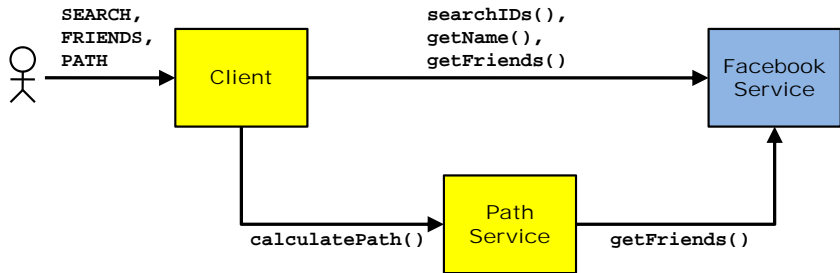 SEARCH,
FRIENDS,
PATH
Client
searchIDs(),
getName(),
getFriends()
Facebook
Service
calculatePath()
Path
Service
getFriends()